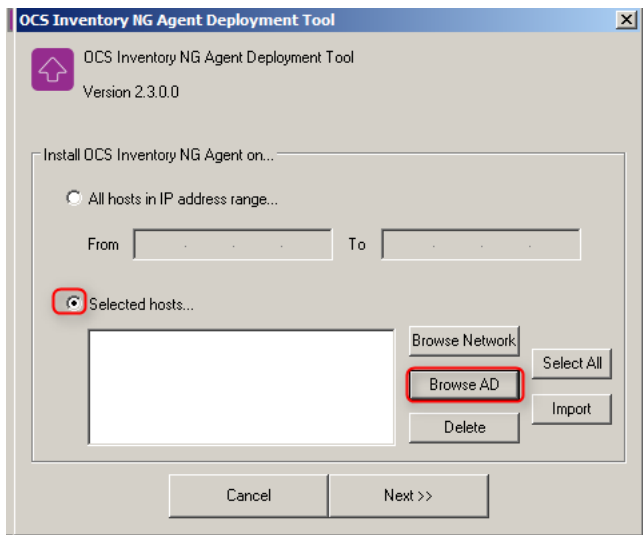 OCS Inventory NG Agent Deployment Tool
OCS Inventory NG Agent Deployment Tool
Version 2.3.0.0
Install OCS Inventory NG Agent on...
All hosts in IP address range...
From . . . To . . .
Selected hosts...
Browse Network
Select All
Browse AD
Import
Delete
Cancel Next >>